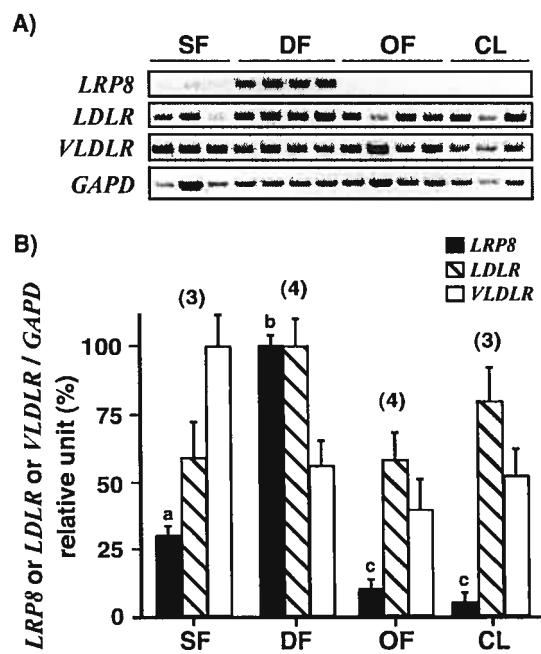 A)
SF DF OF CL
LRP8
LDLR
VLDLR
GAPD
B)
LRP8
LDLR
VLDLR
LRP8 or LDLR or VLDLR / GAPD
relative unit (%)
100
75
50
25
0
(3)
(4)
(4)
(3)
a
b
c
c
SF DF OF CL